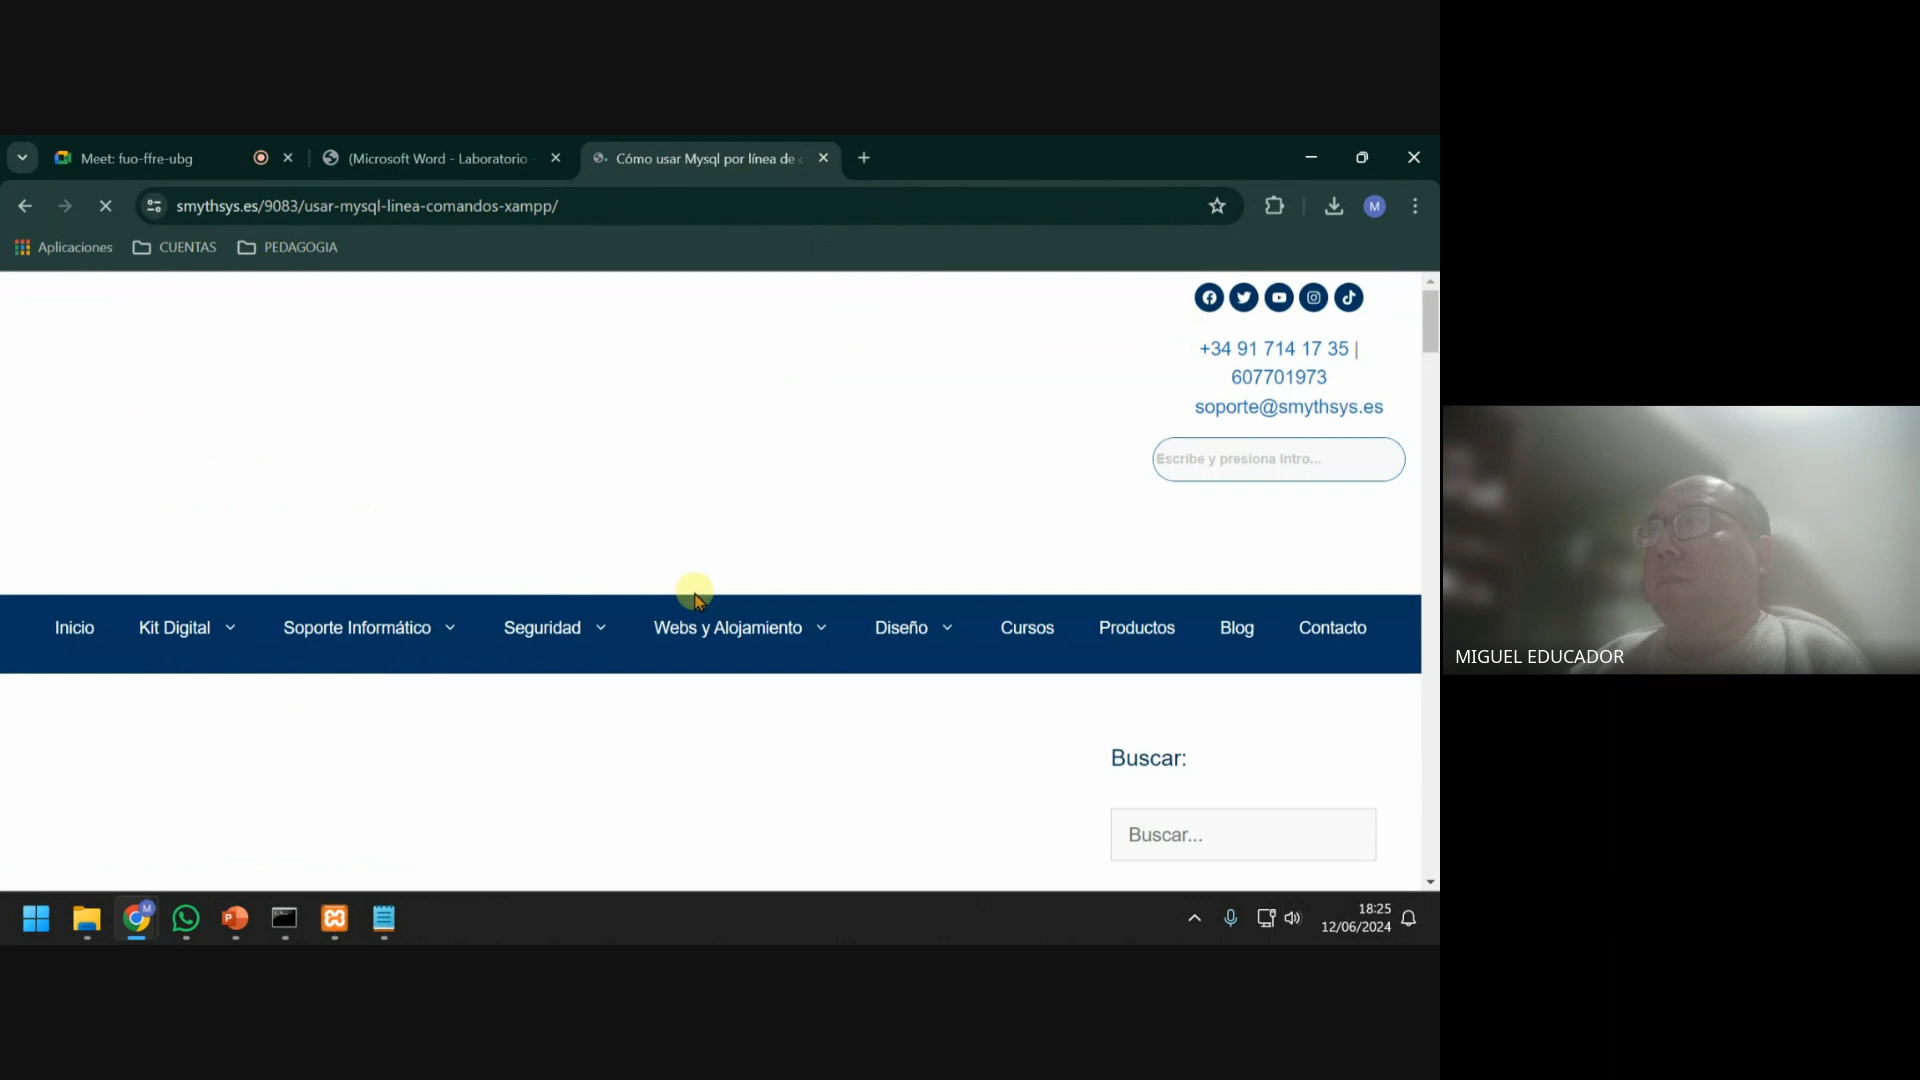 Meet: fuo-ffre-ubg
(Microsoft Word - Laboratorio
Cómo usar Mysql por línea de
smythsys.es/9083/usar-mysql-linea-comandos-xampp/
M
Aplicaciones
CUENTAS
PEDAGOGIA
+34 91 714 17 35 |
607701973
soporte@smythsys.es
Escribe y presiona Intro...
Inicio
Kit Digital
Soporte Informático
Seguridad
Webs y Alojamiento
Diseño
Cursos
Productos
Blog
Contacto
Buscar:
Buscar...
MIGUEL EDUCADOR
M
P
18:25
12/06/2024